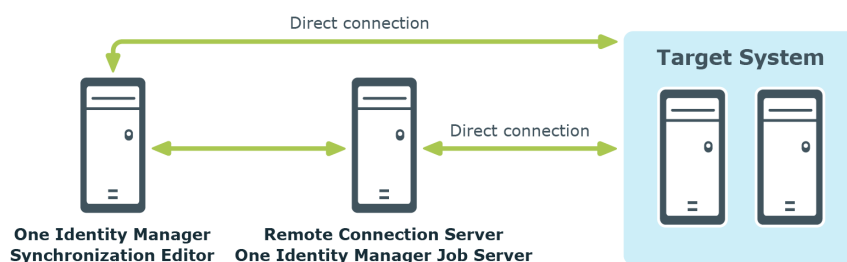 Direct connection
Target System
Direct connection
One Identity Manager
Synchronization Editor
Remote Connection Server
One Identity Manager Job Server